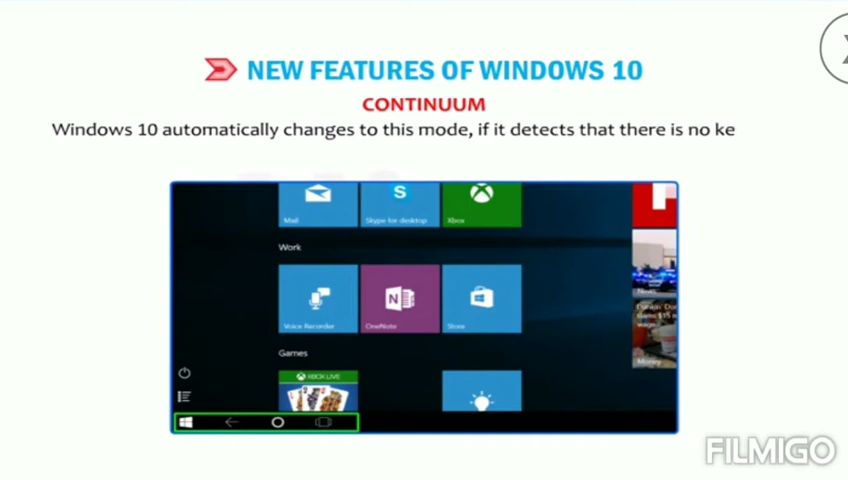 NEW FEATURES OF WINDOWS 10
CONTINUUM
Windows 10 automatically changes to this mode, if it detects that there is no ke
Mail
Skype for desktop
Xbox
Work
News
Voice Recorder
OneNote
Store
Money
Games
XBOX LIVE
FILMIGO